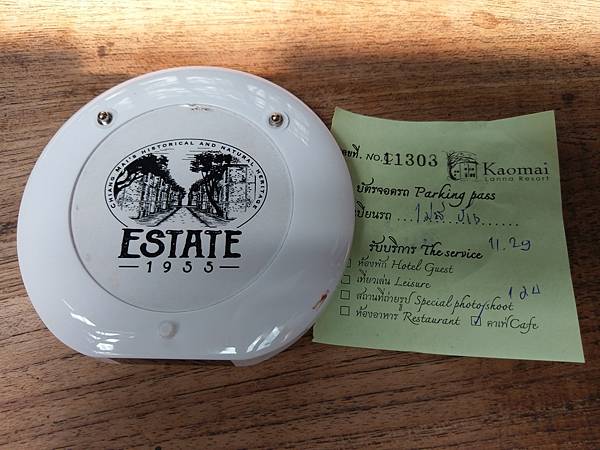 CHIANG MAI'S HISTORICAL AND NATURAL HERITAGE
ESTATE
1955
NO. 11303
Kaomai
Lanna Resort
บัตรจอดรถ Parking pass
รับบริการ The service 11.29
ห้องพัก Hotel Guest
เที่ยวเล่น Leisure
สถานที่ถ่ายรูป Special photo shoot
ห้องอาหาร Restaurant คาเฟ่ Cafe